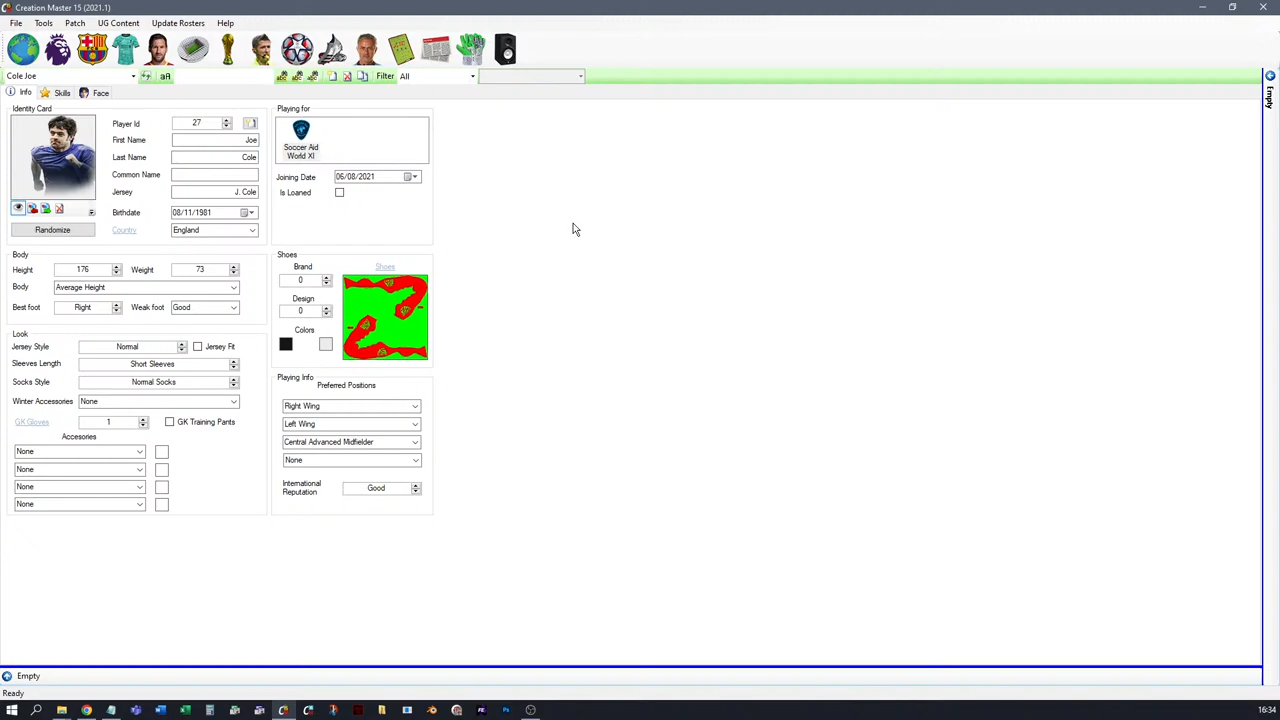 Creation Master 15 (2021.1)
File Tools Patch UG Content Update Rosters Help
Cole Joe aA abc abc abc Filter All
Info Skills Face
Empty
Identity Card
Player Id 27
First Name Joe
Last Name Cole
Common Name
Jersey J. Cole
Birthdate 08/11/1981
Randomize Country England
Playing for
Soccer Aid
World XI
Joining Date 06/08/2021
Is Loaned
Body
Height 176 Weight 73
Body Average Height
Best foot Right Weak foot Good
Shoes
Brand Shoes
0
Design
0
Colors
Look
Jersey Style Normal Jersey Fit
Sleeves Length Short Sleeves
Socks Style Normal Socks
Winter Accessories None
GK Gloves 1 GK Training Pants
Accesories
None
None
None
None
Playing Info
Preferred Positions
Right Wing
Left Wing
Central Advanced Midfielder
None
International
Reputation Good
Empty
Ready
16:34